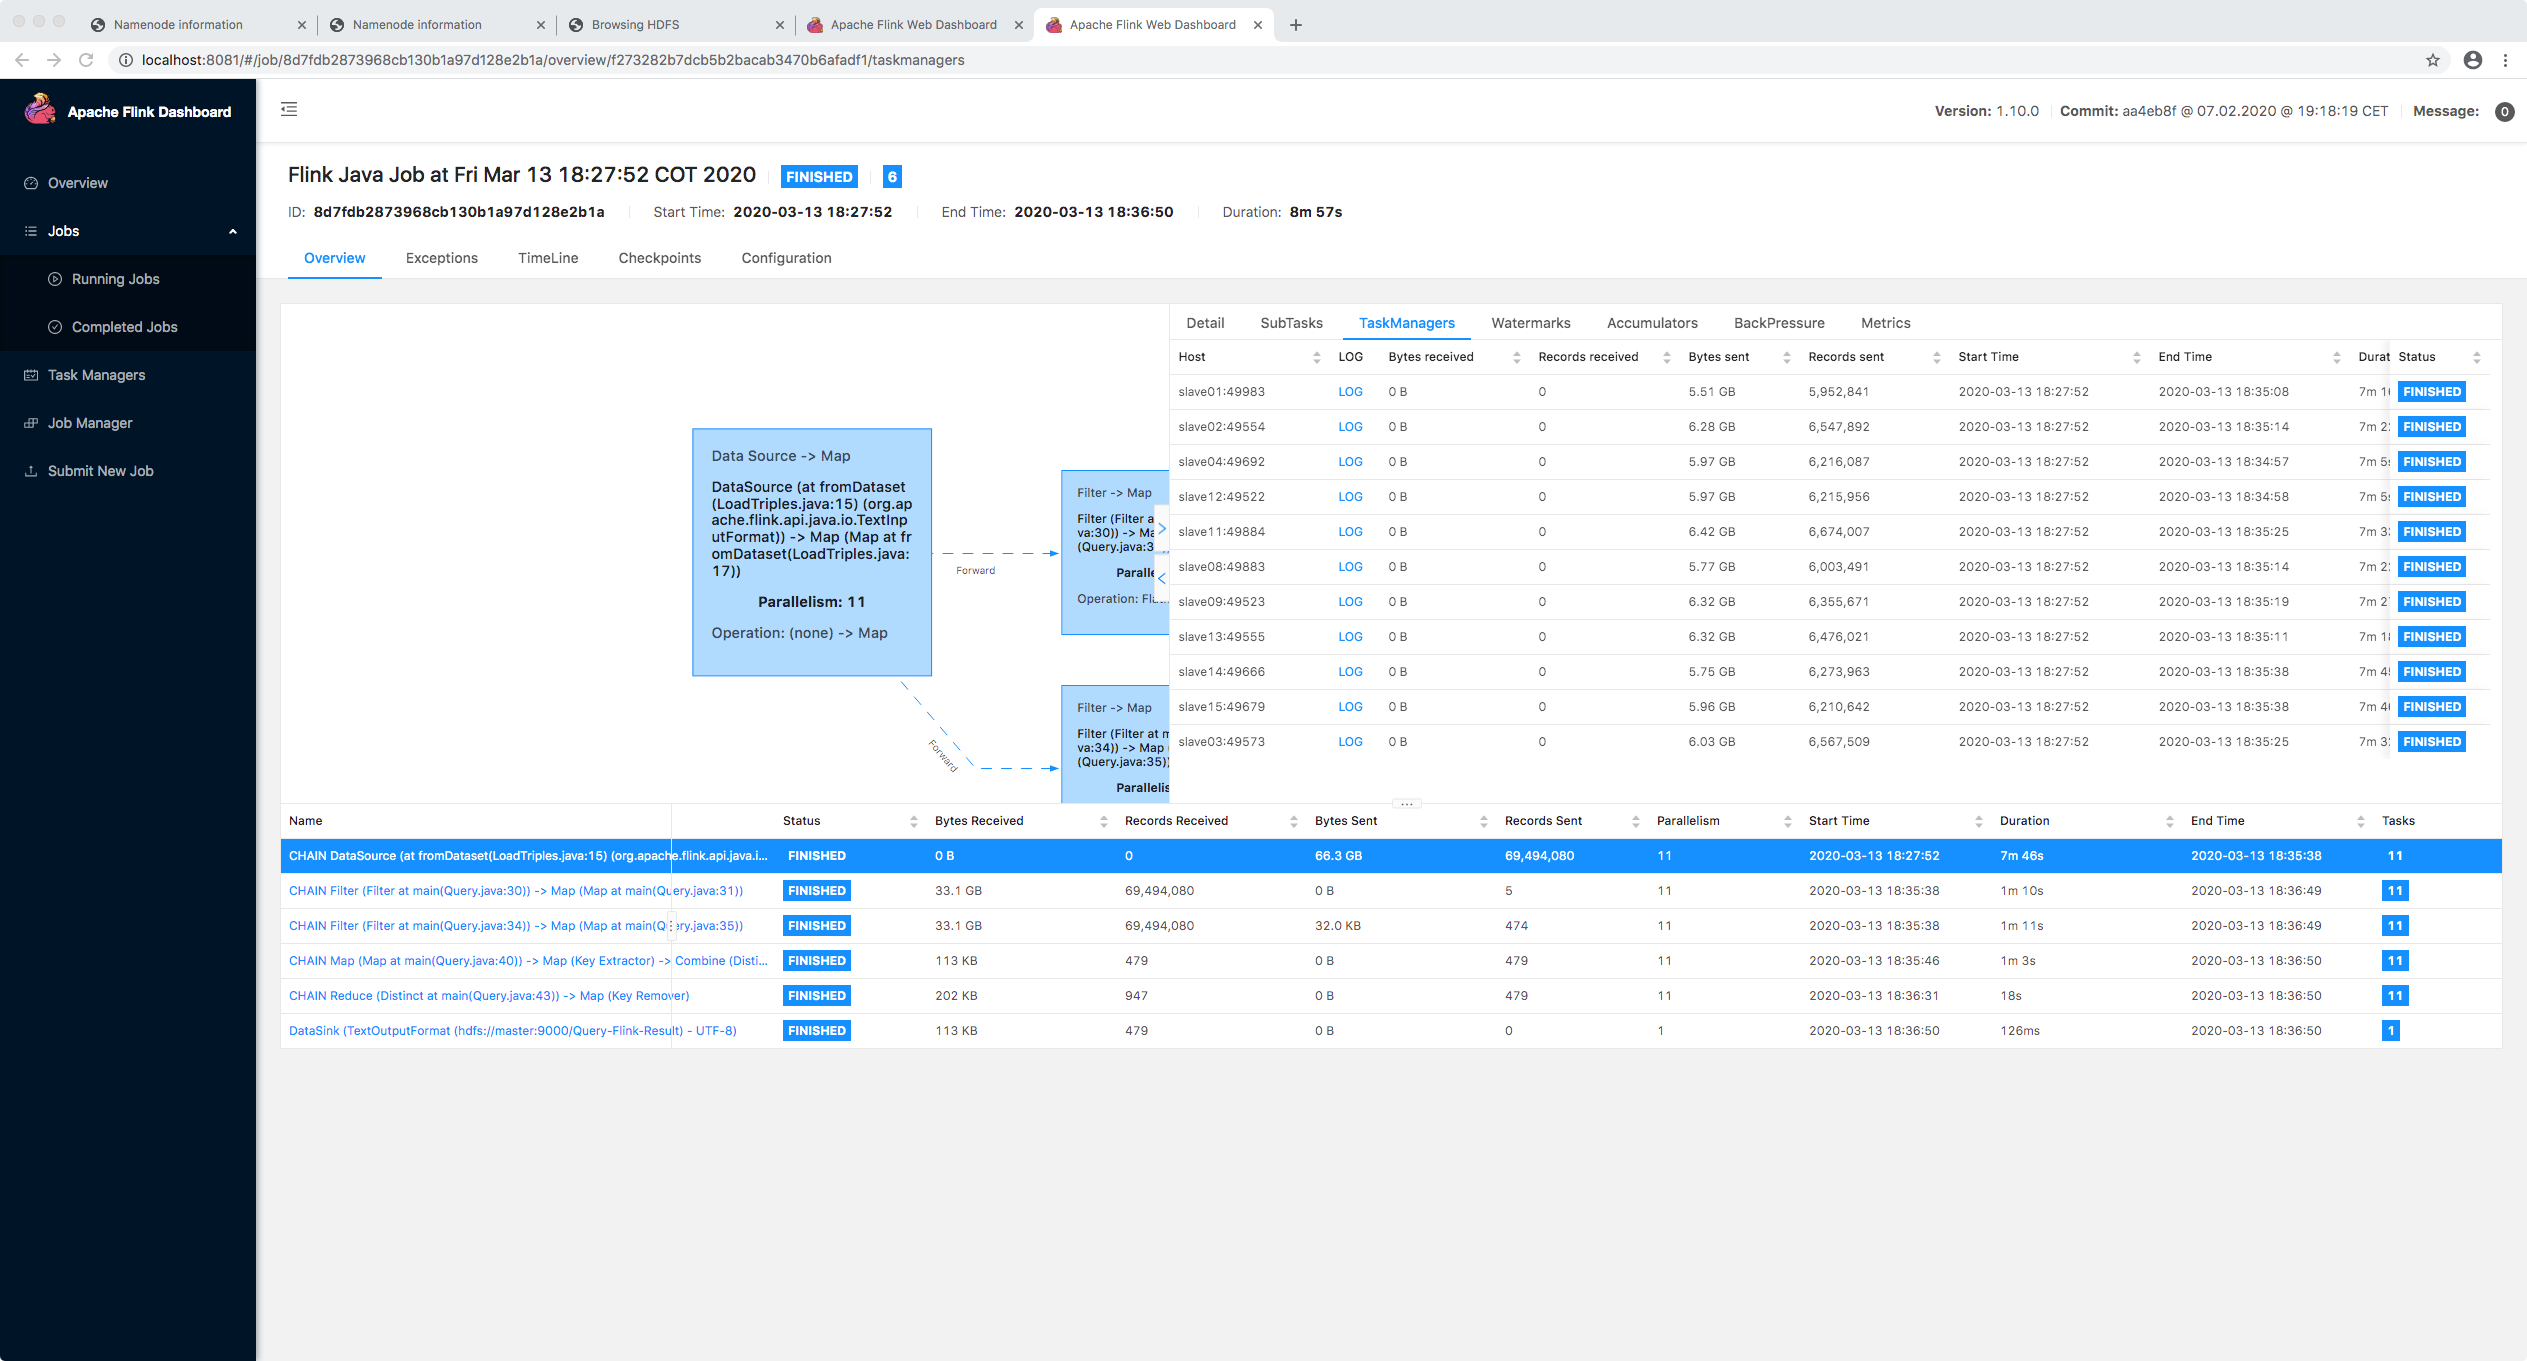 Namenode information
Namenode information
Browsing HDFS
Apache Flink Web Dashboard
Apache Flink Web Dashboard
localhost:8081/#/job/8d7fdb2873968cb130b1a97d128e2b1a/overview/f273282b7dcb5b2bacab3470b6afadf1/taskmanagers
Apache Flink Dashboard
Version: 1.10.0 Commit: aa4eb8f @ 07.02.2020 @ 19:18:19 CET Message: 0
Overview
Jobs
Running Jobs
Completed Jobs
Task Managers
Job Manager
Submit New Job
Flink Java Job at Fri Mar 13 18:27:52 COT 2020 FINISHED 6
ID: 8d7fdb2873968cb130b1a97d128e2b1a Start Time: 2020-03-13 18:27:52 End Time: 2020-03-13 18:36:50 Duration: 8m 57s
Overview Exceptions TimeLine Checkpoints Configuration
Data Source -> Map
DataSource (at fromDataset
(LoadTriples.java:15) (org.ap
ache.flink.api.java.io.TextInp
utFormat)) -> Map (Map at fr
omDataset(LoadTriples.java:
17))
Parallelism: 11
Operation: (none) -> Map
Forward
Forward
Filter -> Map
Filter (Filter a
va:30)) -> Ma
(Query.java:3
Paralle
Operation: Flat
Filter -> Map
Filter (Filter at m
va:34)) -> Map (
(Query.java:35))
Parallelis
Detail SubTasks TaskManagers Watermarks Accumulators BackPressure Metrics
Host LOG Bytes received Records received Bytes sent Records sent Start Time End Time Durat Status
slave01:49983 LOG 0 B 0 5.51 GB 5,952,841 2020-03-13 18:27:52 2020-03-13 18:35:08 7m 1 FINISHED
slave02:49554 LOG 0 B 0 6.28 GB 6,547,892 2020-03-13 18:27:52 2020-03-13 18:35:14 7m 2 FINISHED
slave04:49692 LOG 0 B 0 5.97 GB 6,216,087 2020-03-13 18:27:52 2020-03-13 18:34:57 7m 5 FINISHED
slave12:49522 LOG 0 B 0 5.97 GB 6,215,956 2020-03-13 18:27:52 2020-03-13 18:34:58 7m 5 FINISHED
slave11:49884 LOG 0 B 0 6.42 GB 6,674,007 2020-03-13 18:27:52 2020-03-13 18:35:25 7m 3 FINISHED
slave08:49883 LOG 0 B 0 5.77 GB 6,003,491 2020-03-13 18:27:52 2020-03-13 18:35:14 7m 2 FINISHED
slave09:49523 LOG 0 B 0 6.32 GB 6,355,671 2020-03-13 18:27:52 2020-03-13 18:35:19 7m 2 FINISHED
slave13:49555 LOG 0 B 0 6.32 GB 6,476,021 2020-03-13 18:27:52 2020-03-13 18:35:11 7m 1 FINISHED
slave14:49666 LOG 0 B 0 5.75 GB 6,273,963 2020-03-13 18:27:52 2020-03-13 18:35:38 7m 4 FINISHED
slave15:49679 LOG 0 B 0 5.96 GB 6,210,642 2020-03-13 18:27:52 2020-03-13 18:35:38 7m 4 FINISHED
slave03:49573 LOG 0 B 0 6.03 GB 6,567,509 2020-03-13 18:27:52 2020-03-13 18:35:25 7m 3 FINISHED
Name Status Bytes Received Records Received Bytes Sent Records Sent Parallelism Start Time Duration End Time Tasks
CHAIN DataSource (at fromDataset(LoadTriples.java:15) (org.apache.flink.api.java.i... FINISHED 0 B 0 66.3 GB 69,494,080 11 2020-03-13 18:27:52 7m 46s 2020-03-13 18:35:38 11
CHAIN Filter (Filter at main(Query.java:30)) -> Map (Map at main(Query.java:31)) FINISHED 33.1 GB 69,494,080 0 B 5 11 2020-03-13 18:35:38 1m 10s 2020-03-13 18:36:49 11
CHAIN Filter (Filter at main(Query.java:34)) -> Map (Map at main(Query.java:35)) FINISHED 33.1 GB 69,494,080 32.0 KB 474 11 2020-03-13 18:35:38 1m 11s 2020-03-13 18:36:49 11
CHAIN Map (Map at main(Query.java:40)) -> Map (Key Extractor) -> Combine (Disti... FINISHED 113 KB 479 0 B 479 11 2020-03-13 18:35:46 1m 3s 2020-03-13 18:36:50 11
CHAIN Reduce (Distinct at main(Query.java:43)) -> Map (Key Remover) FINISHED 202 KB 947 0 B 479 11 2020-03-13 18:36:31 18s 2020-03-13 18:36:50 11
DataSink (TextOutputFormat (hdfs://master:9000/Query-Flink-Result) - UTF-8) FINISHED 113 KB 479 0 B 0 1 2020-03-13 18:36:50 126ms 2020-03-13 18:36:50 1